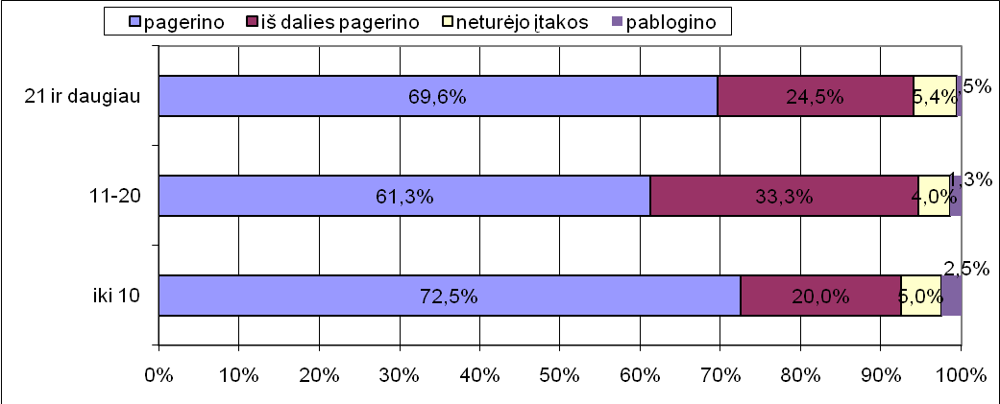 pagerino iš dalies pagerino neturėjo įtakos pablogino
21 ir daugiau 69,6% 24,5% 5,4% ,5%
11-20 61,3% 33,3% 4,0% 1,3%
2,5%
iki 10 72,5% 20,0% 5,0%
0% 10% 20% 30% 40% 50% 60% 70% 80% 90% 100%